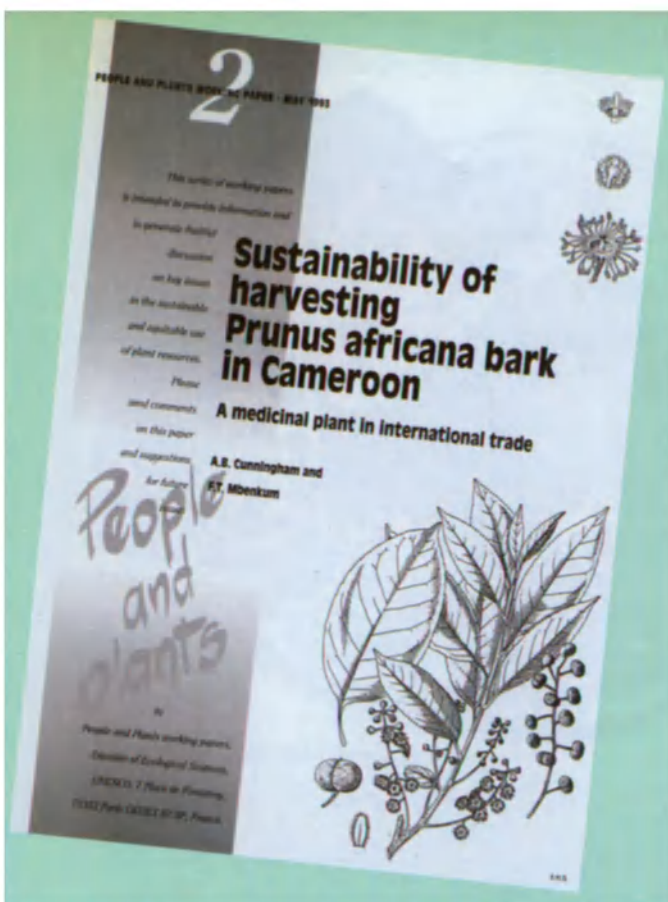 2
PEOPLE AND PLANTS WORKING PAPER - MAY 1993
This series of working papers
is intended to provide information and
to generate fruitful
discussion
on key issues
in the sustainable
and equitable use
of plant resources.
Please
send comments
on this paper
and suggestions
for future
Sustainability of
harvesting
Prunus africana bark
in Cameroon
A medicinal plant in international trade
A.B. Cunningham and
F.T. Mbenkum
People
and
plants
to
People and Plants working papers,
Division of Ecological Sciences,
UNESCO, 7 Place de Fontenoy,
Paris France.